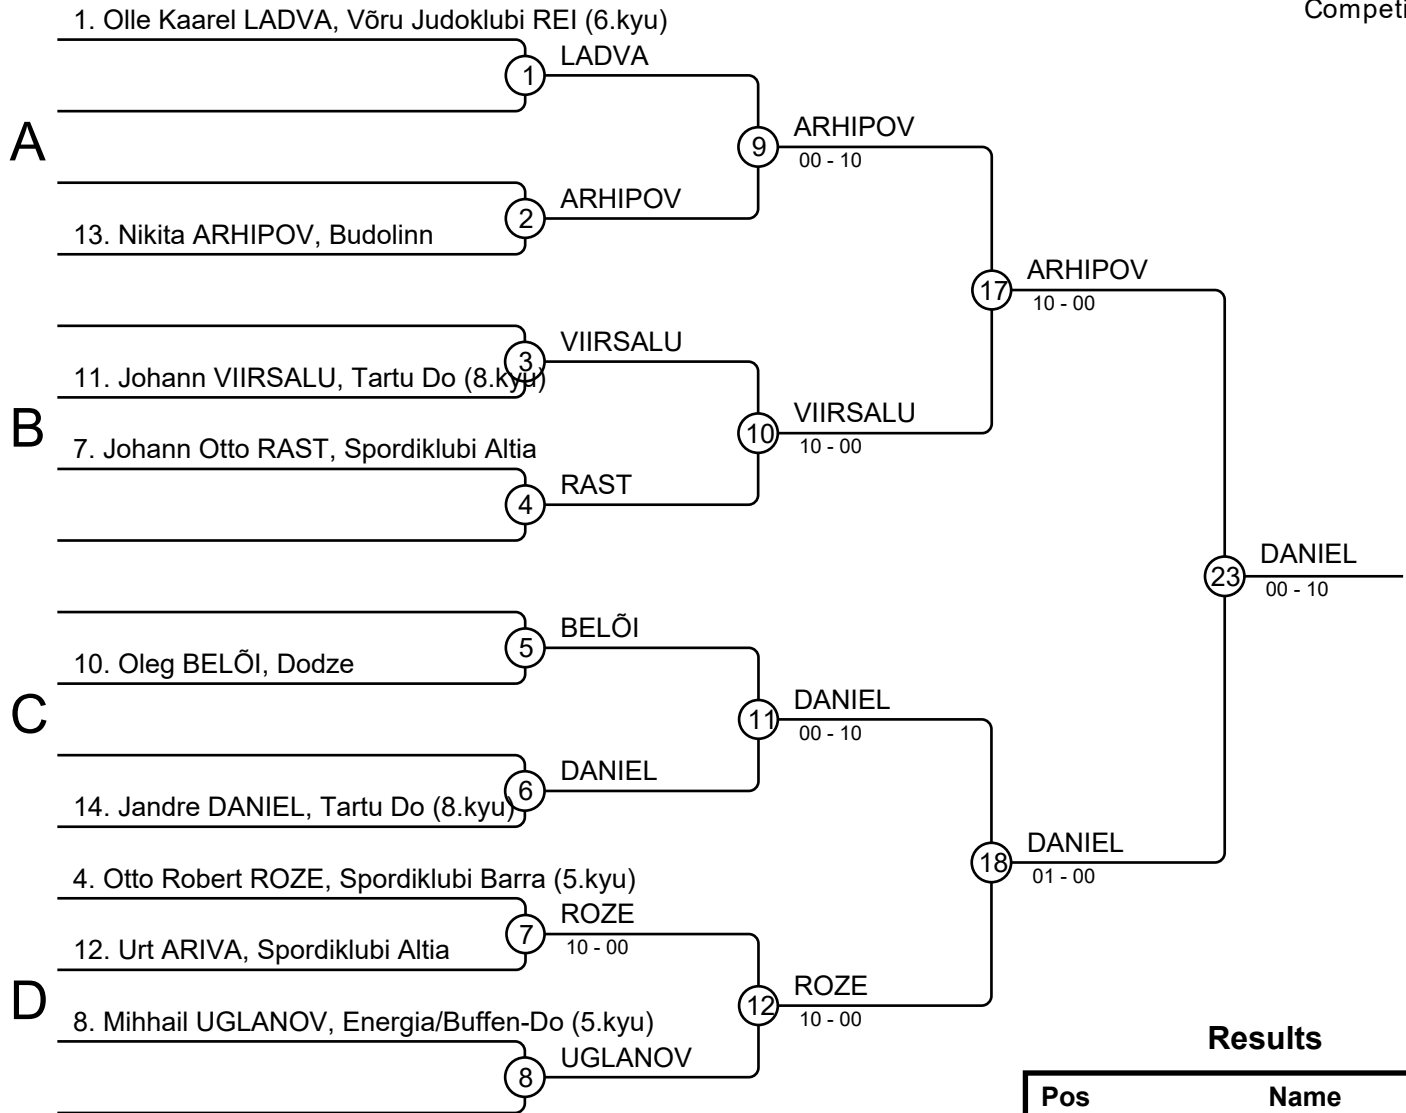 Competi
1. Olle Kaarel LADVA, Võru Judoklubi REI (6.kyu)
1
LADVA
A
9
ARHIPOV
00 - 10
2
ARHIPOV
13. Nikita ARHIPOV, Budolinn
17
ARHIPOV
10 - 00
3
VIIRSALU
11. Johann VIIRSALU, Tartu Do (8.kyu)
B
10
VIIRSALU
10 - 00
7. Johann Otto RAST, Spordiklubi Altia
4
RAST
23
DANIEL
00 - 10
5
BELÕI
10. Oleg BELÕI, Dodze
C
11
DANIEL
00 - 10
6
DANIEL
14. Jandre DANIEL, Tartu Do (8.kyu)
18
DANIEL
01 - 00
4. Otto Robert ROZE, Spordiklubi Barra (5.kyu)
7
ROZE
10 - 00
12. Urt ARIVA, Spordiklubi Altia
D
12
ROZE
10 - 00
8. Mihhail UGLANOV, Energia/Buffen-Do (5.kyu)
8
UGLANOV
Results
Pos Name